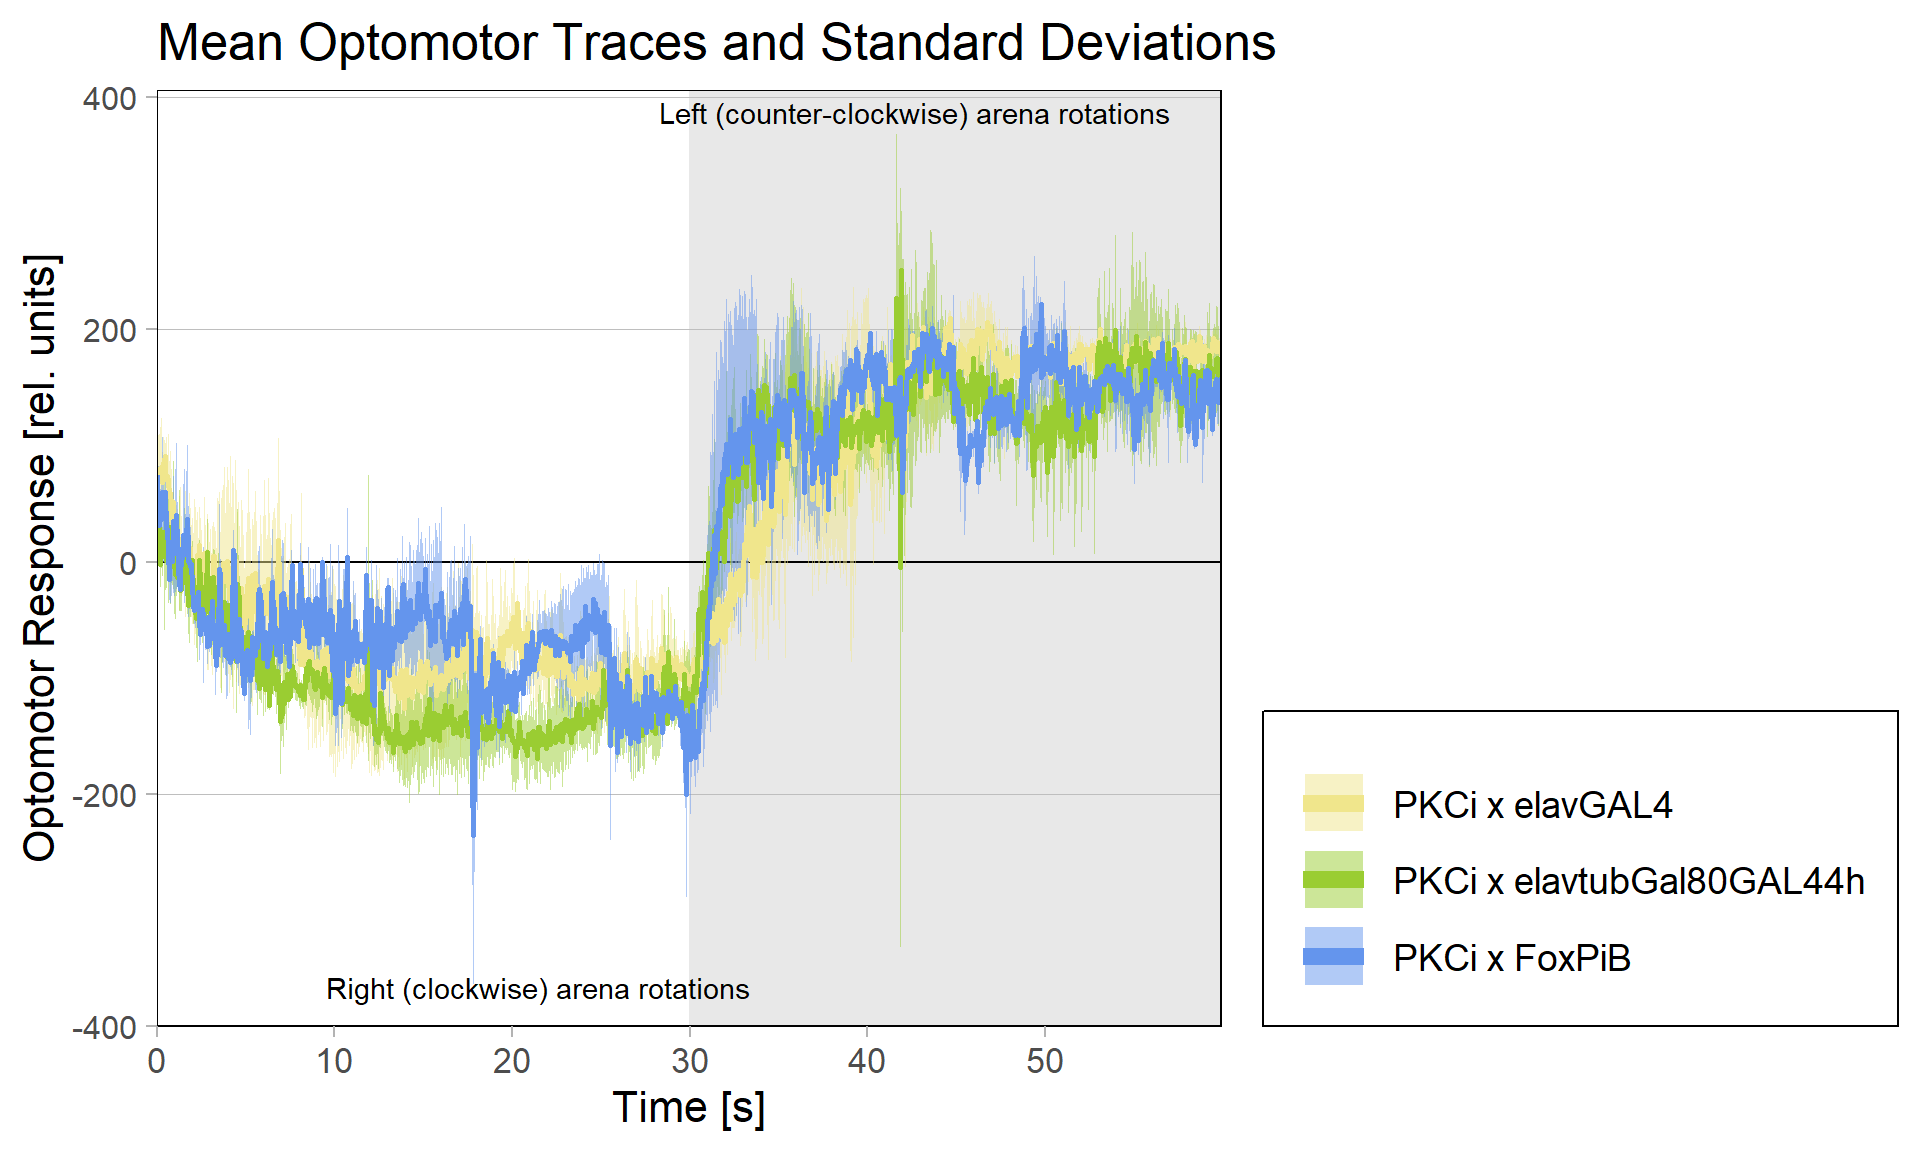 Mean Optomotor Traces and Standard Deviations
Optomotor Response [rel. units]
400
200
0
-200
-400
Left (counter-clockwise) arena rotations
Right (clockwise) arena rotations
0 10 20 30 40 50
Time [s]
PKCi x elavGAL4
PKCi x elavtubGal80GAL44h
PKCi x FoxPiB